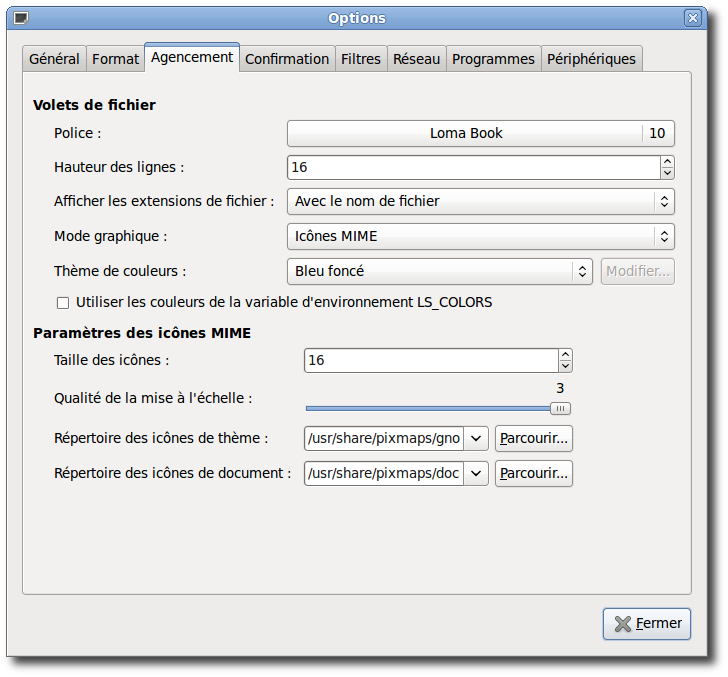 Options
Général Format Agencement Confirmation Filtres Réseau Programmes Périphériques
Volets de fichier
Police : Loma Book 10
Hauteur des lignes : 16
Afficher les extensions de fichier : Avec le nom de fichier
Mode graphique : Icônes MIME
Thème de couleurs : Bleu foncé Modifier...
Utiliser les couleurs de la variable d'environnement LS_COLORS
Paramètres des icônes MIME
Taille des icônes : 16
3
Qualité de la mise à l'échelle :
Répertoire des icônes de thème : /usr/share/pixmaps/gno Parcourir...
Répertoire des icônes de document : /usr/share/pixmaps/doc Parcourir...
Fermer